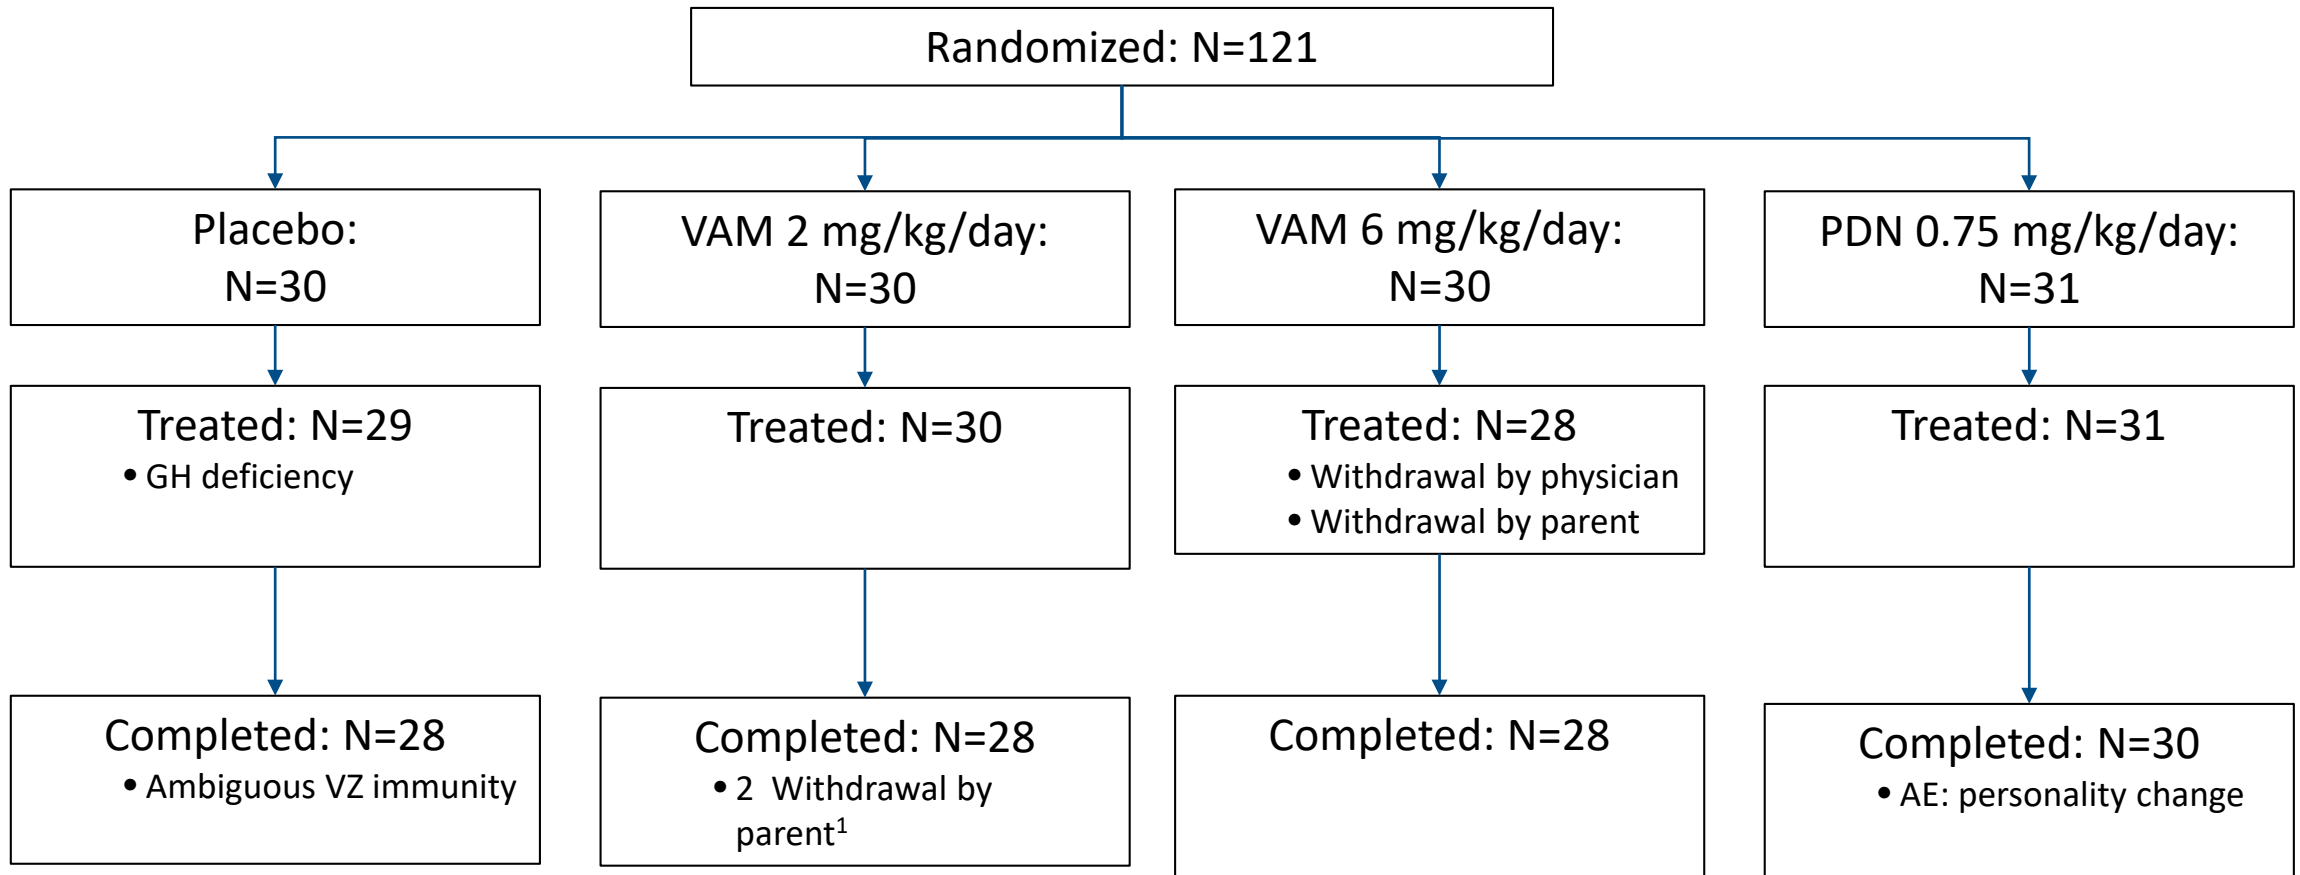 Randomized: N=121
Placebo:
N=30
VAM 2 mg/kg/day:
N=30
VAM 6 mg/kg/day:
N=30
PDN 0.75 mg/kg/day:
N=31
Treated: N=29
• GH deficiency
Treated: N=30
Treated: N=28
• Withdrawal by physician
• Withdrawal by parent
Treated: N=31
Completed: N=28
• Ambiguous VZ immunity
Completed: N=28
• 2 Withdrawal by
parent¹
Completed: N=28
Completed: N=30
• AE: personality change